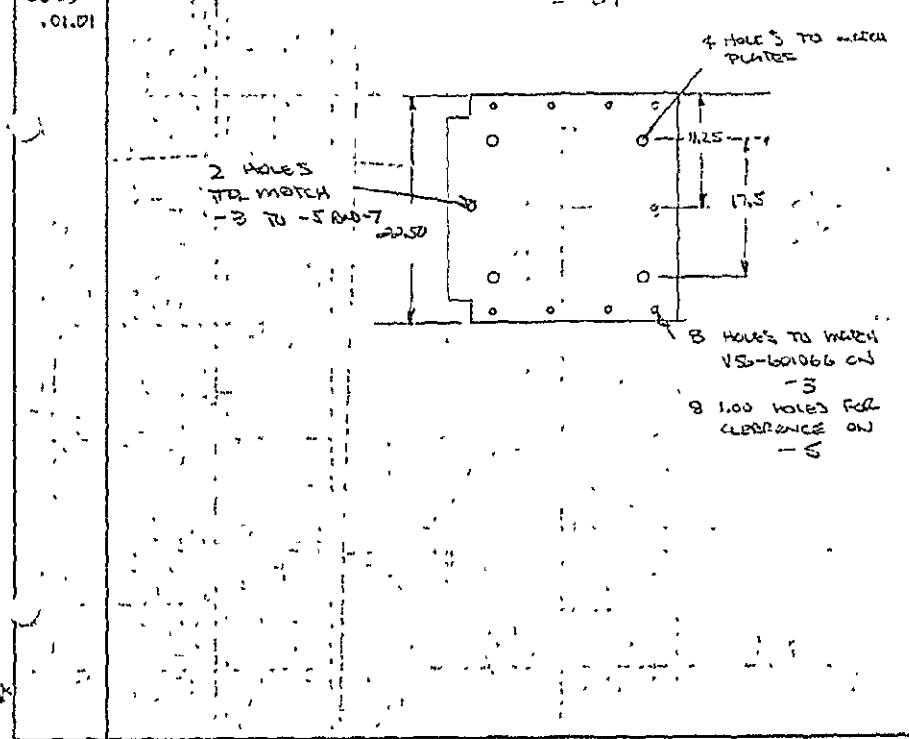 .01.01
4 HOLES TO MATCH
PLATES
2 HOLES
TO MATCH
-3 TO -5 AND -7
22.50
11.25
17.5
8 HOLES TO MATCH
V50-601066 ON
-3
8 1.00 HOLES FOR
CLEARANCE ON
-5